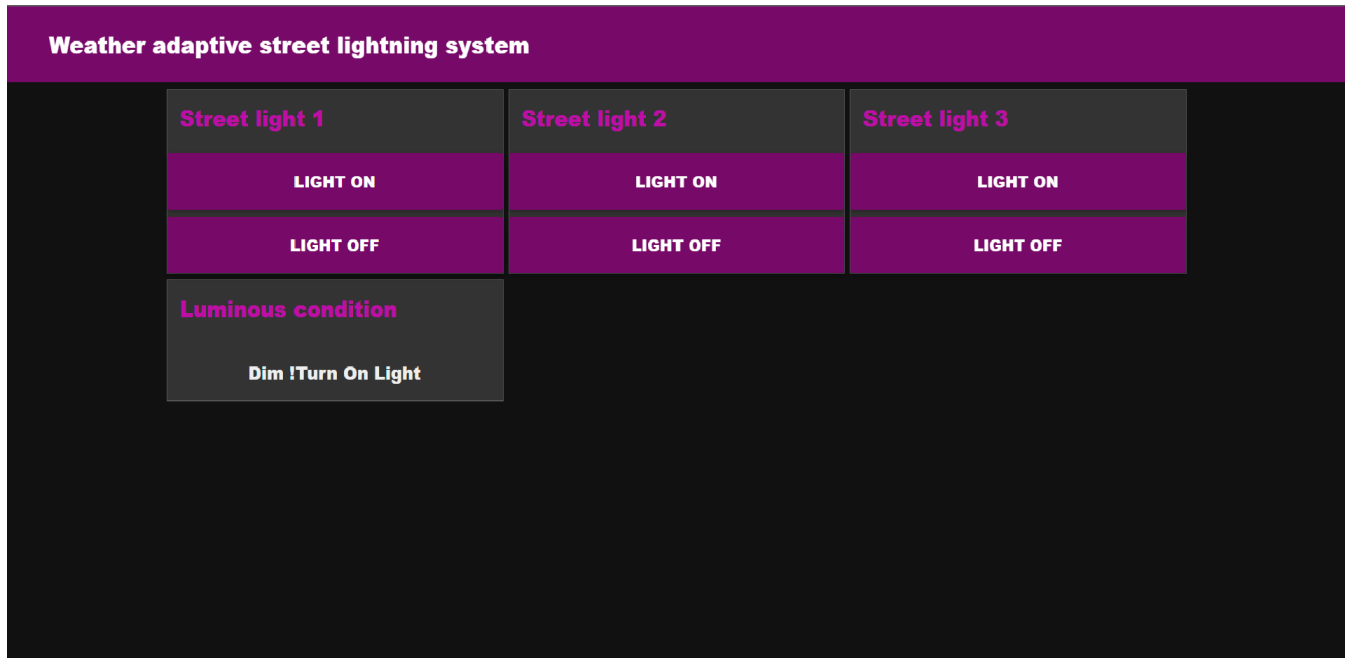 Weather adaptive street lightning system
Street light 1
LIGHT ON
LIGHT OFF
Street light 2
LIGHT ON
LIGHT OFF
Street light 3
LIGHT ON
LIGHT OFF
Luminous condition
Dim !Turn On Light